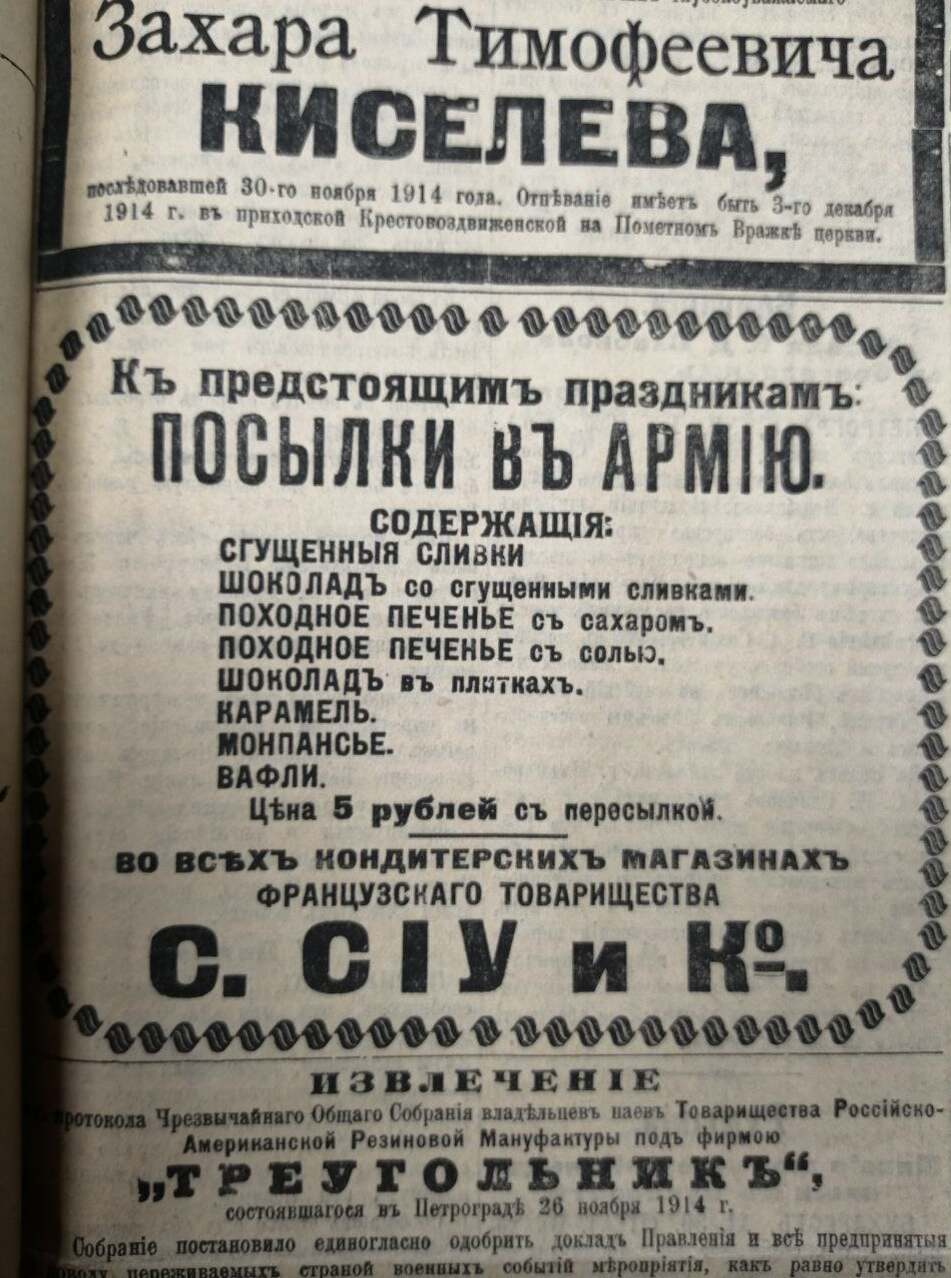 Захара Тимофеевича
КИСЕЛЕВА,
послѣдовавшей 30-го ноября 1914 года. Отпѣваніе имѣетъ быть 3-го декабря
1914 г. въ приходской Крестовоздвиженской на Пометномъ Вражкѣ церкви.
Къ предстоящимъ праздникамъ:
ПОСЫЛКИ ВЪ АРМІЮ.
СОДЕРЖАЩІЯ:
СГУЩЕННЫЯ СЛИВКИ
ШОКОЛАДЪ со сгущенными сливками.
ПОХОДНОЕ ПЕЧЕНЬЕ съ сахаромъ.
ПОХОДНОЕ ПЕЧЕНЬЕ съ солью.
ШОКОЛАДЪ въ плиткахъ.
КАРАМЕЛЬ.
МОНПАНСЬЕ.
ВАФЛИ.
Цѣна 5 рублей съ пересылкой.
ВО ВСѢХЪ КОНДИТЕРСКИХЪ МАГАЗИНАХЪ
ФРАНЦУЗСКАГО ТОВАРИЩЕСТВА
С. СІУ и Кº.
ИЗВЛЕЧЕНІЕ
протокола Чрезвычайнаго Общаго Собранія владѣльцевъ паевъ Товарищества Россійско-
Американской Резиновой Мануфактуры подъ фирмою
„ТРЕУГОЛЬНИКЪ“,
состоявшагося въ Петроградѣ 26 ноября 1914 г.
Собраніе постановило единогласно одобрить докладъ Правленія и всѣ предпринятыя
поводу переживаемыхъ страной военныхъ событій мѣропріятія, какъ равно утвердить